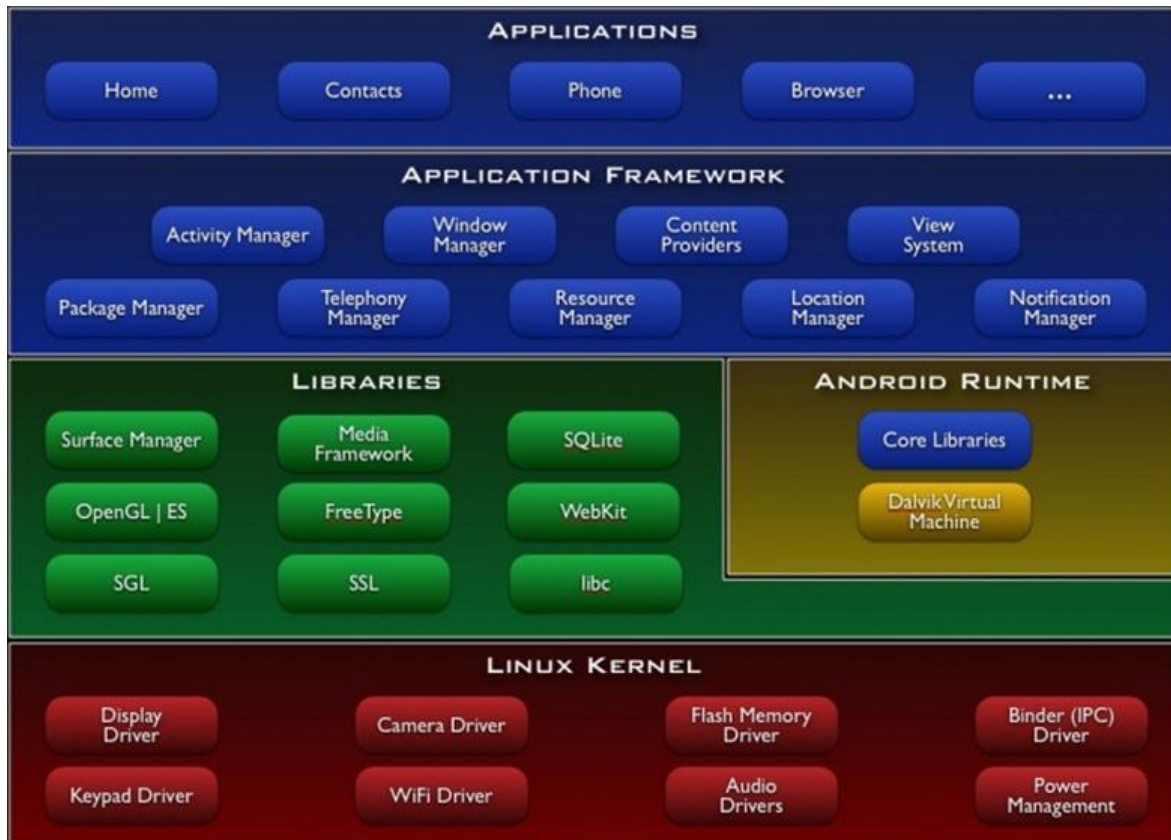 APPLICATIONS
Home
Contacts
Phone
Browser
...
APPLICATION FRAMEWORK
Activity Manager
Window
Manager
Content
Providers
View
System
Package Manager
Telephony
Manager
Resource
Manager
Location
Manager
Notification
Manager
LIBRARIES
Surface Manager
Media
Framework
SQLite
OpenGL | ES
FreeType
WebKit
SGL
SSL
libc
ANDROID RUNTIME
Core Libraries
Dalvik Virtual
Machine
LINUX KERNEL
Display
Driver
Camera Driver
Flash Memory
Driver
Binder (IPC)
Driver
Keypad Driver
WiFi Driver
Audio
Drivers
Power
Management